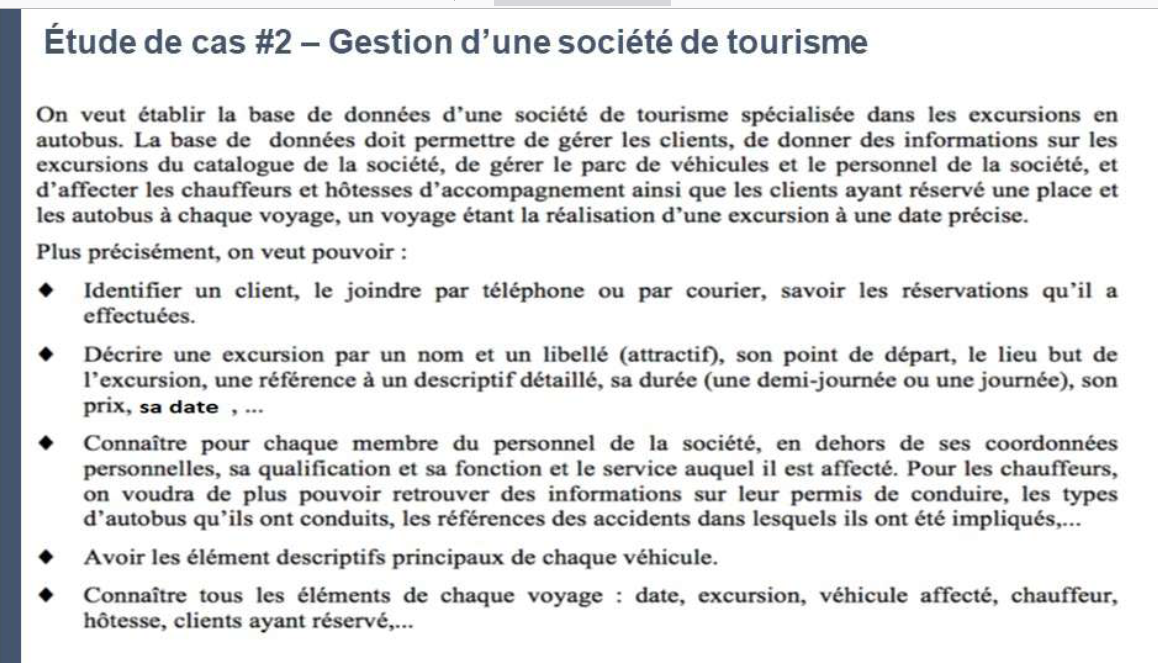 Étude de cas #2 – Gestion d’une société de tourisme
On veut établir la base de données d’une société de tourisme spécialisée dans les excursions en
autobus. La base de données doit permettre de gérer les clients, de donner des informations sur les
excursions du catalogue de la société, de gérer le parc de véhicules et le personnel de la société, et
d’affecter les chauffeurs et hôtesses d’accompagnement ainsi que les clients ayant réservé une place et
les autobus à chaque voyage, un voyage étant la réalisation d’une excursion à une date précise.
Plus précisément, on veut pouvoir :
◆ Identifier un client, le joindre par téléphone ou par courier, savoir les réservations qu’il a
effectuées.
◆ Décrire une excursion par un nom et un libellé (attractif), son point de départ, le lieu but de
l’excursion, une référence à un descriptif détaillé, sa durée (une demi-journée ou une journée), son
prix, sa date , ...
◆ Connaître pour chaque membre du personnel de la société, en dehors de ses coordonnées
personnelles, sa qualification et sa fonction et le service auquel il est affecté. Pour les chauffeurs,
on voudra de plus pouvoir retrouver des informations sur leur permis de conduire, les types
d’autobus qu’ils ont conduits, les références des accidents dans lesquels ils ont été impliqués,...
◆ Avoir les élément descriptifs principaux de chaque véhicule.
◆ Connaître tous les éléments de chaque voyage : date, excursion, véhicule affecté, chauffeur,
hôtesse, clients ayant réservé,...